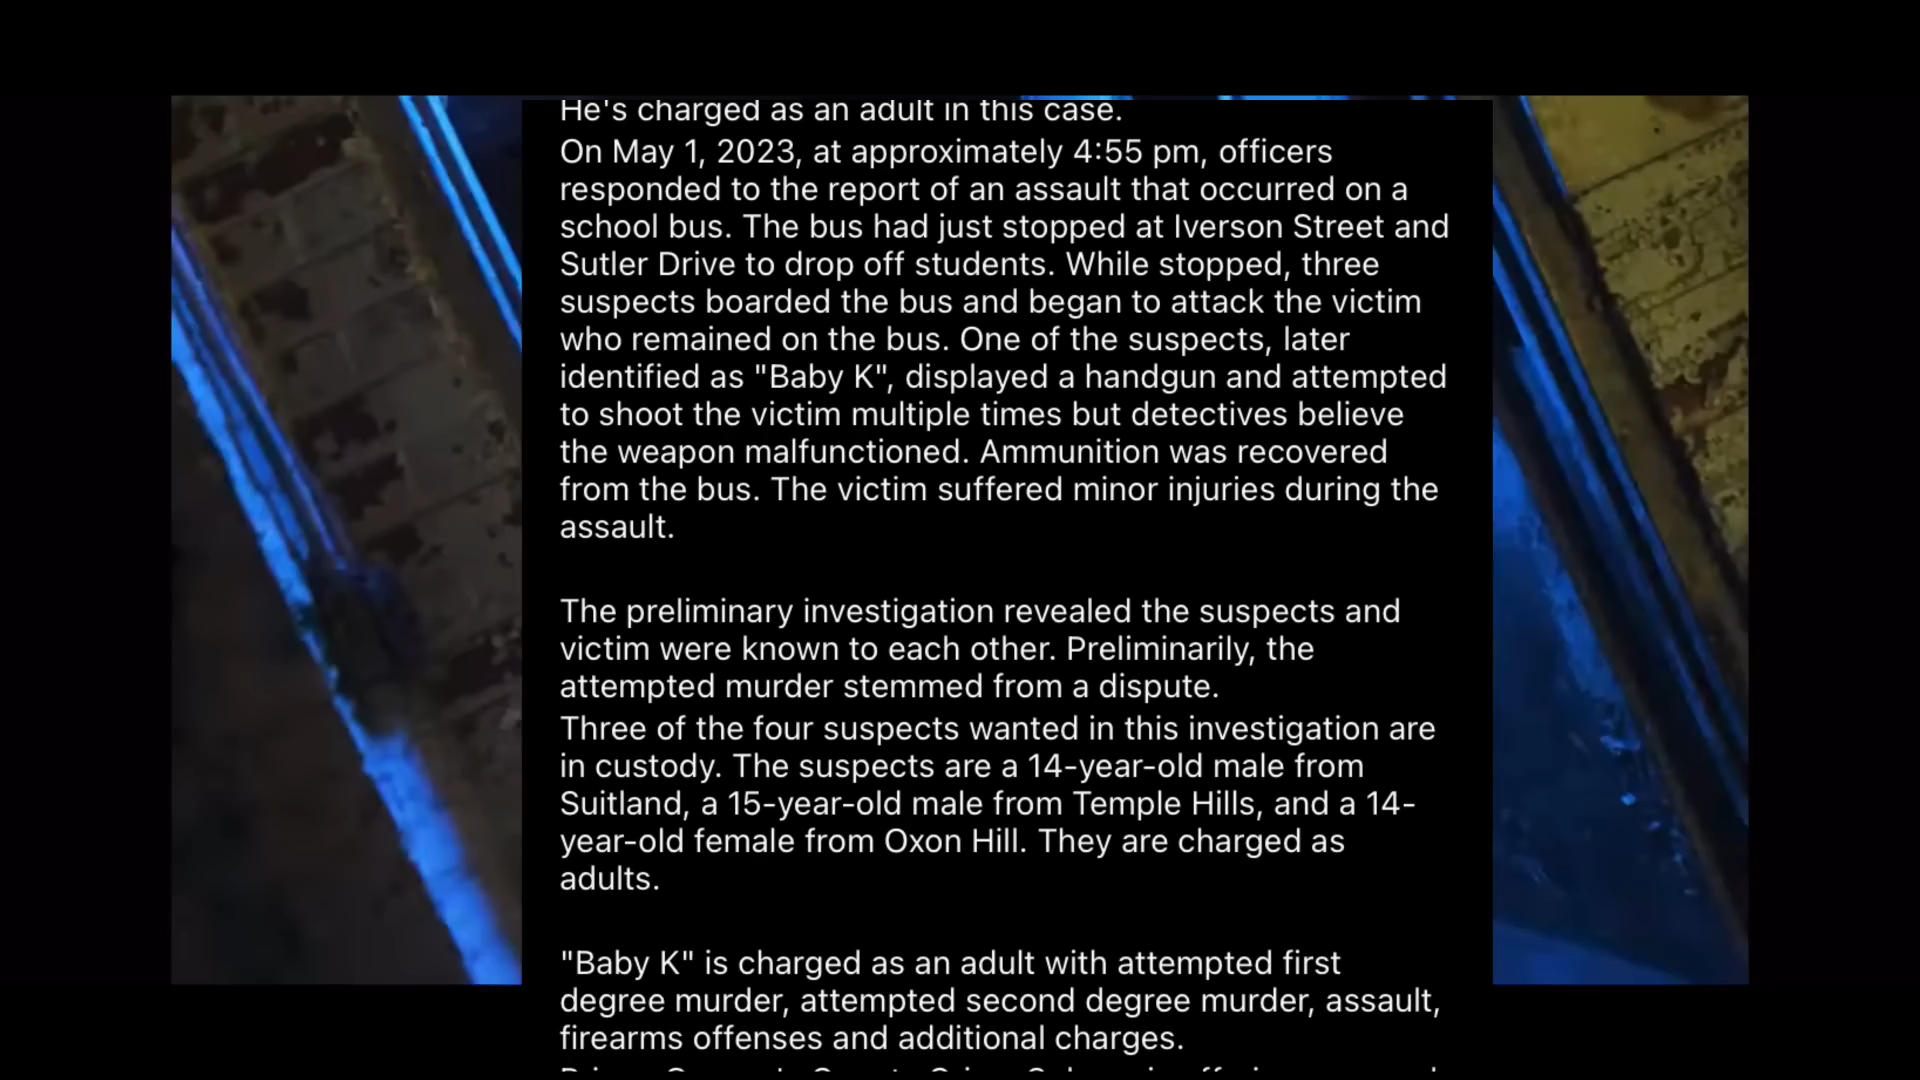 He's charged as an adult in this case.
On May 1, 2023, at approximately 4:55 pm, officers
responded to the report of an assault that occurred on a
school bus. The bus had just stopped at Iverson Street and
Sutler Drive to drop off students. While stopped, three
suspects boarded the bus and began to attack the victim
who remained on the bus. One of the suspects, later
identified as "Baby K", displayed a handgun and attempted
to shoot the victim multiple times but detectives believe
the weapon malfunctioned. Ammunition was recovered
from the bus. The victim suffered minor injuries during the
assault.
The preliminary investigation revealed the suspects and
victim were known to each other. Preliminarily, the
attempted murder stemmed from a dispute.
Three of the four suspects wanted in this investigation are
in custody. The suspects are a 14-year-old male from
Suitland, a 15-year-old male from Temple Hills, and a 14-
year-old female from Oxon Hill. They are charged as
adults.
"Baby K" is charged as an adult with attempted first
degree murder, attempted second degree murder, assault,
firearms offenses and additional charges.